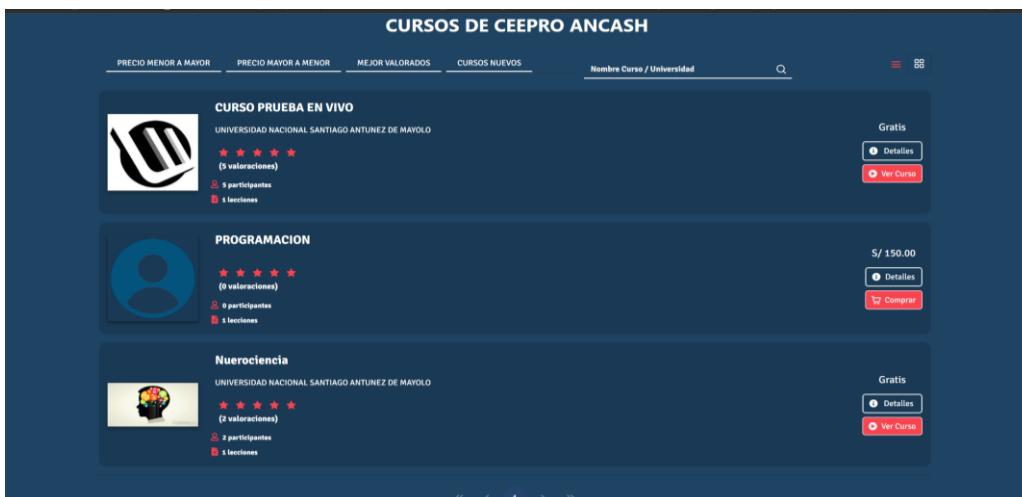 CURSOS DE CEEPRO ANCASH
PRECIO MENOR A MAYOR PRECIO MAYOR A MENOR MEJOR VALORADOS CURSOS NUEVOS Nombre Curso / Universidad
CURSO PRUEBA EN VIVO
UNIVERSIDAD NACIONAL SANTIAGO ANTUNEZ DE MAYOLO
(5 valoraciones)
5 participantes
1 lecciones
Gratis
Detalles
Ver Curso
PROGRAMACION
(0 valoraciones)
0 participantes
1 lecciones
S/ 150.00
Detalles
Comprar
Nuerociencia
UNIVERSIDAD NACIONAL SANTIAGO ANTUNEZ DE MAYOLO
(2 valoraciones)
2 participantes
1 lecciones
Gratis
Detalles
Ver Curso